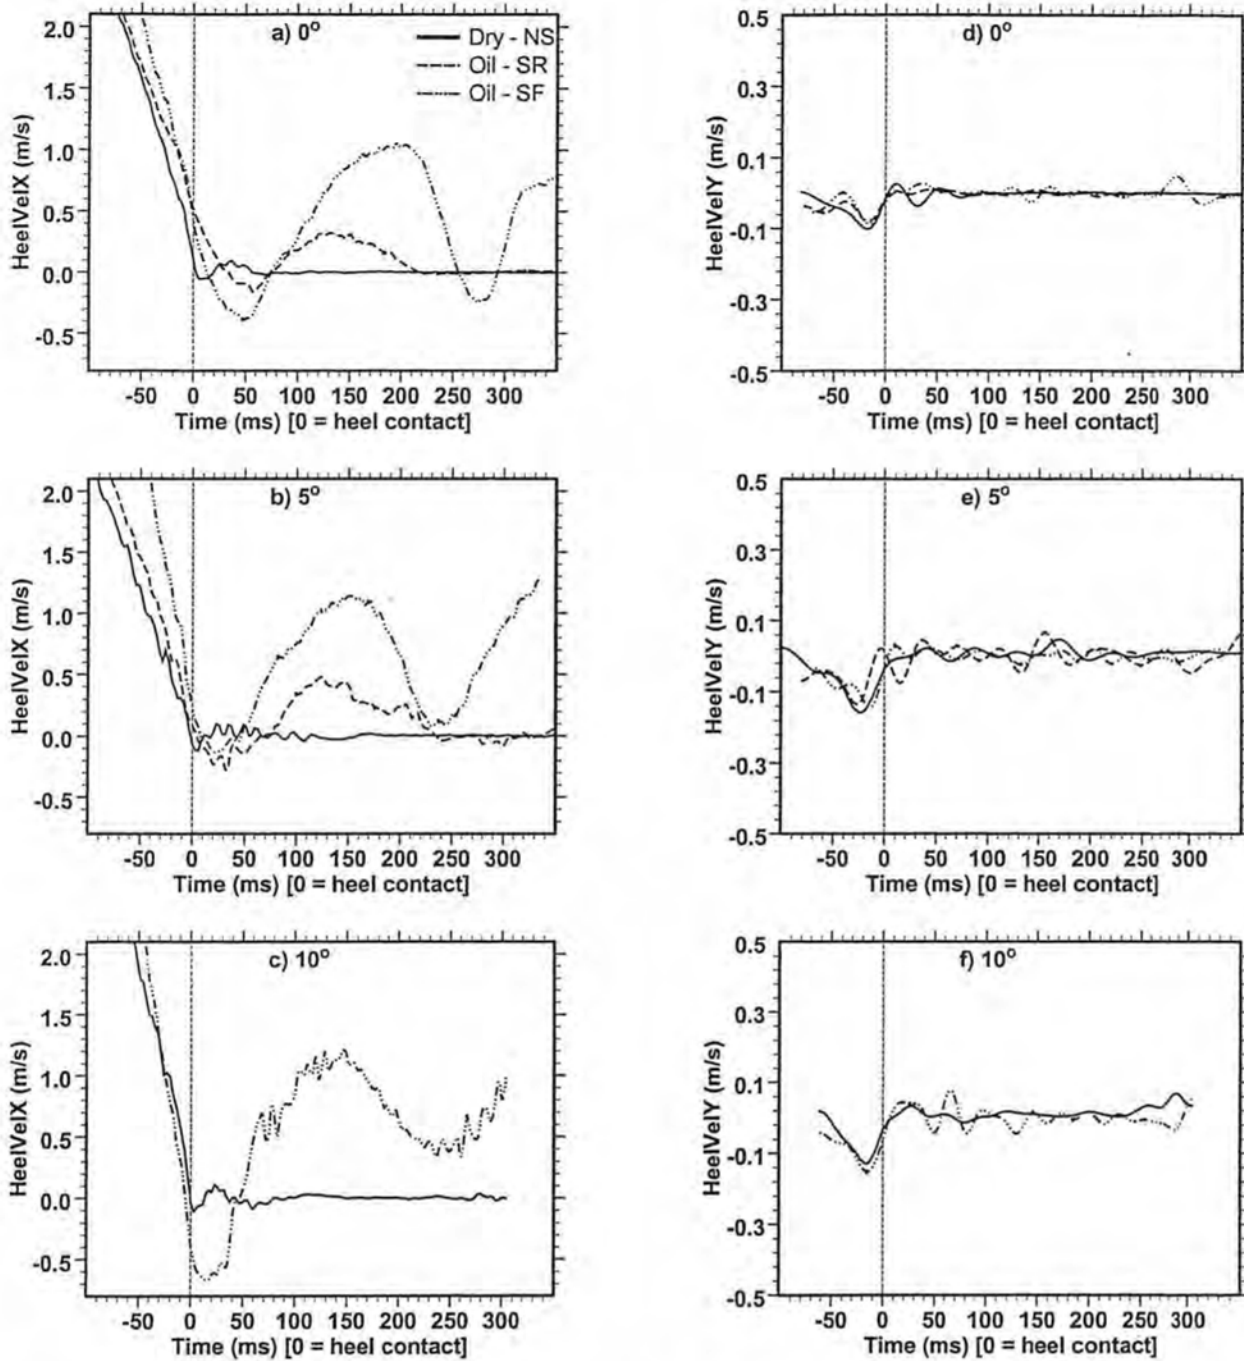 a) 0°
Dry - NS
Oil - SR
Oil - SF
HeelVelX (m/s)
2.0
1.5
1.0
0.5
0.0
-0.5
-50 0 50 100 150 200 250 300
Time (ms) [0 = heel contact]
d) 0°
HeelVelY (m/s)
0.5
0.3
0.1
-0.1
-0.3
-0.5
-50 0 50 100 150 200 250 300
Time (ms) [0 = heel contact]
b) 5°
HeelVelX (m/s)
2.0
1.5
1.0
0.5
0.0
-0.5
-50 0 50 100 150 200 250 300
Time (ms) [0 = heel contact]
e) 5°
HeelVelY (m/s)
0.5
0.3
0.1
-0.1
-0.3
-0.5
-50 0 50 100 150 200 250 300
Time (ms) [0 = heel contact]
c) 10°
HeelVelX (m/s)
2.0
1.5
1.0
0.5
0.0
-0.5
-50 0 50 100 150 200 250 300
Time (ms) [0 = heel contact]
f) 10°
HeelVelY (m/s)
0.5
0.3
0.1
-0.1
-0.3
-0.5
-50 0 50 100 150 200 250 300
Time (ms) [0 = heel contact]